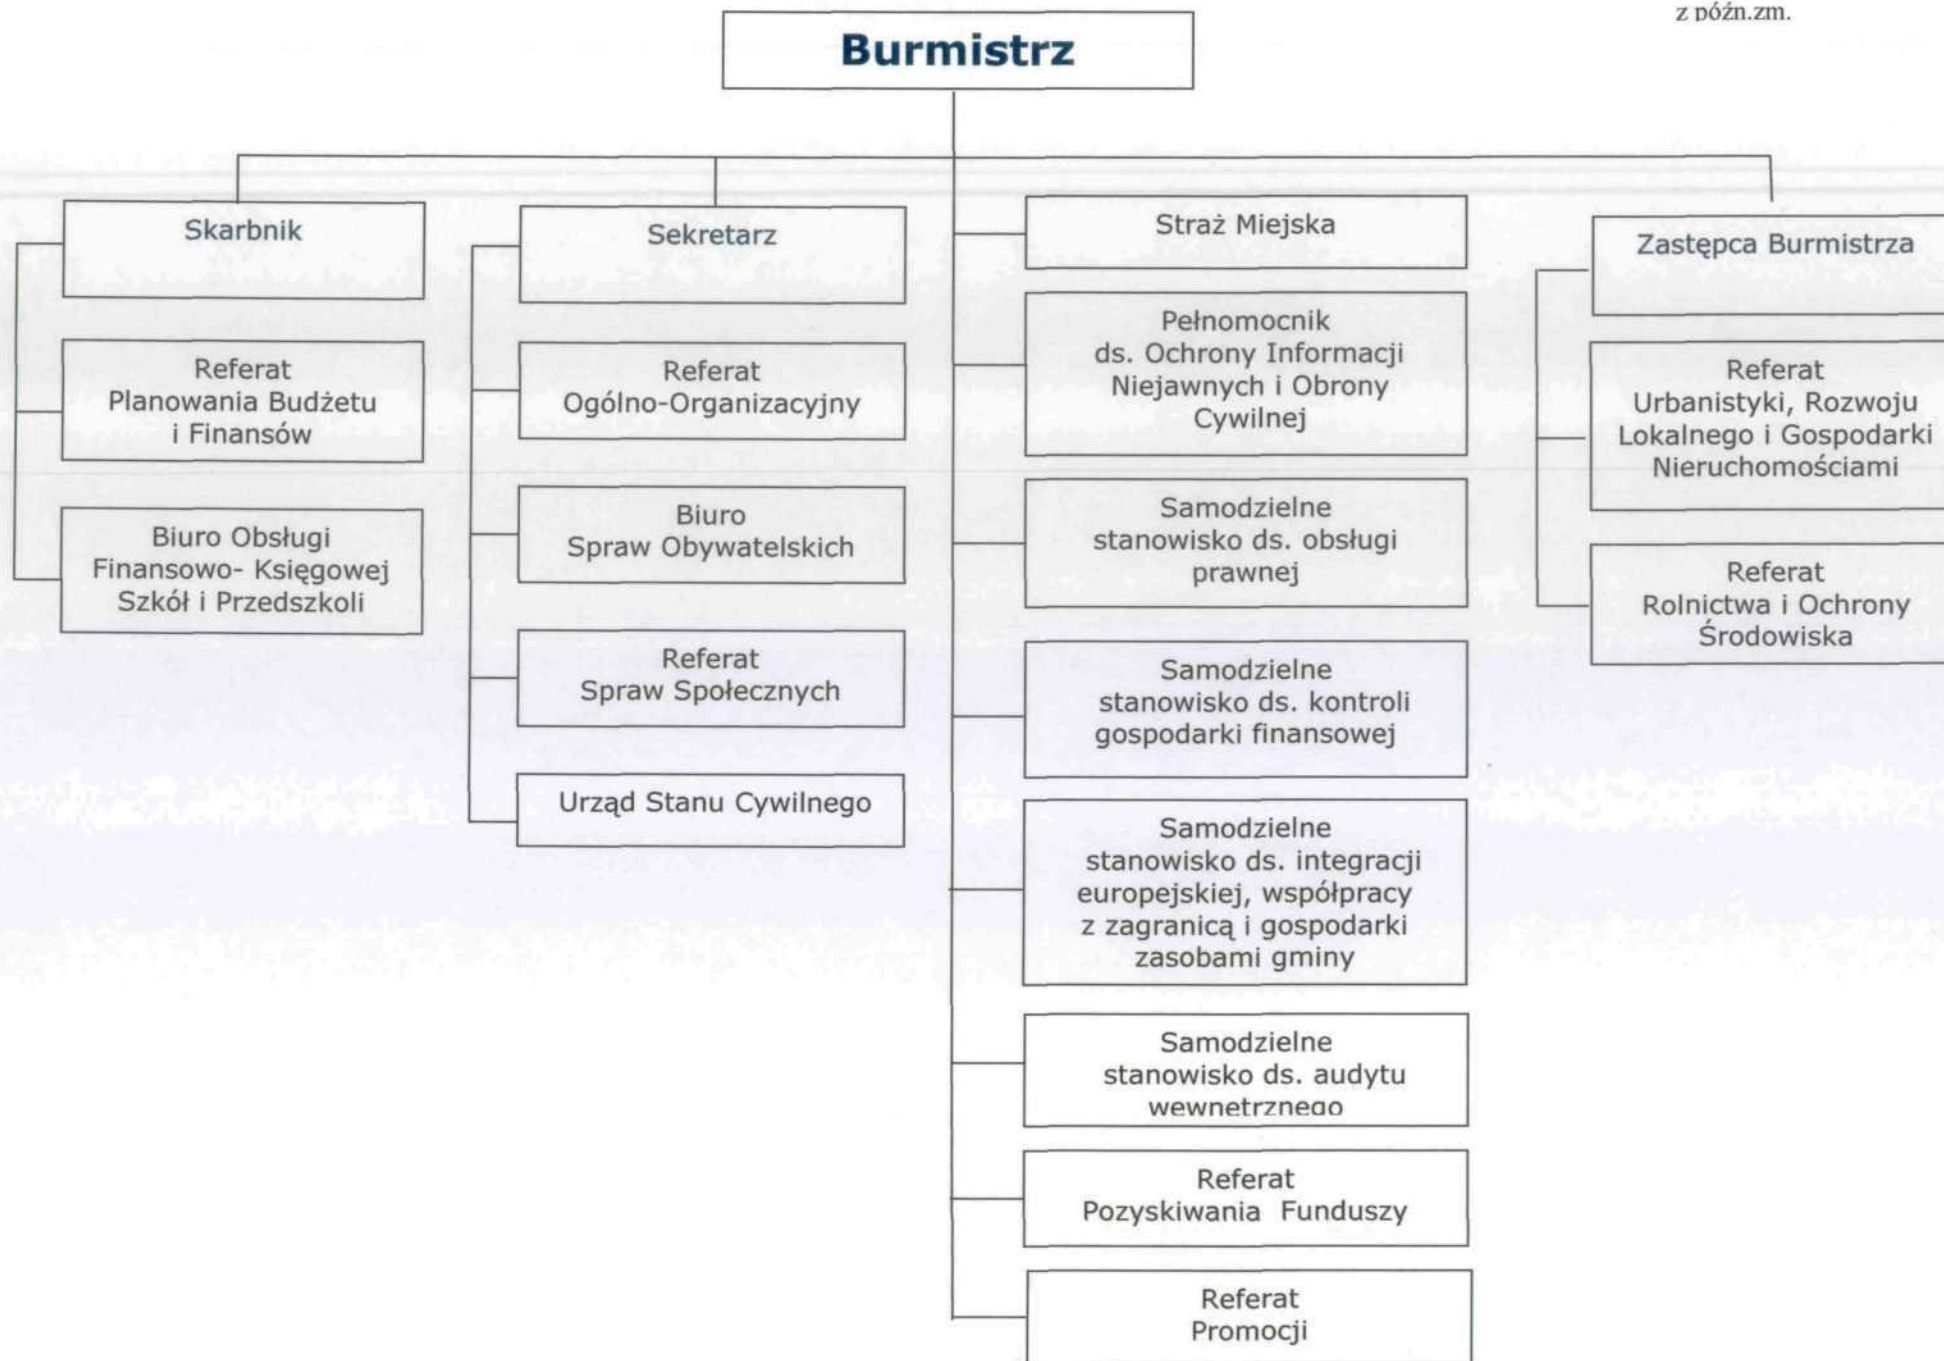 z późn.zm.
Burmistrz
Skarbnik
Referat
Planowania Budżetu
i Finansów
Biuro Obsługi
Finansowo- Księgowej
Szkół i Przedszkoli
Sekretarz
Referat
Ogólno-Organizacyjny
Biuro
Spraw Obywatelskich
Referat
Spraw Społecznych
Urząd Stanu Cywilnego
Straż Miejska
Pełnomocnik
ds. Ochrony Informacji
Niejawnych i Obrony
Cywilnej
Samodzielne
stanowisko ds. obsługi
prawnej
Samodzielne
stanowisko ds. kontroli
gospodarki finansowej
Samodzielne
stanowisko ds. integracji
europejskiej, współpracy
z zagranicą i gospodarki
zasobami gminy
Samodzielne
stanowisko ds. audytu
wewnętrznego
Referat
Pozyskiwania Funduszy
Referat
Promocji
Zastępca Burmistrza
Referat
Urbanistyki, Rozwoju
Lokalnego i Gospodarki
Nieruchomościami
Referat
Rolnictwa i Ochrony
Środowiska